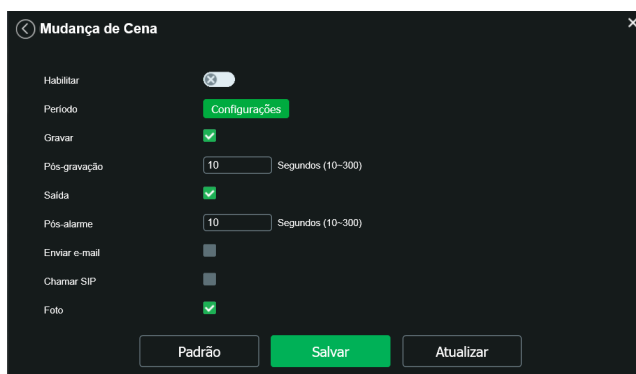 Mudança de Cena
Habilitar
Período Configurações
Gravar
Pós-gravação 10 Segundos (10~300)
Saída
Pós-alarme 10 Segundos (10~300)
Enviar e-mail
Chamar SIP
Foto
Padrão Salvar Atualizar